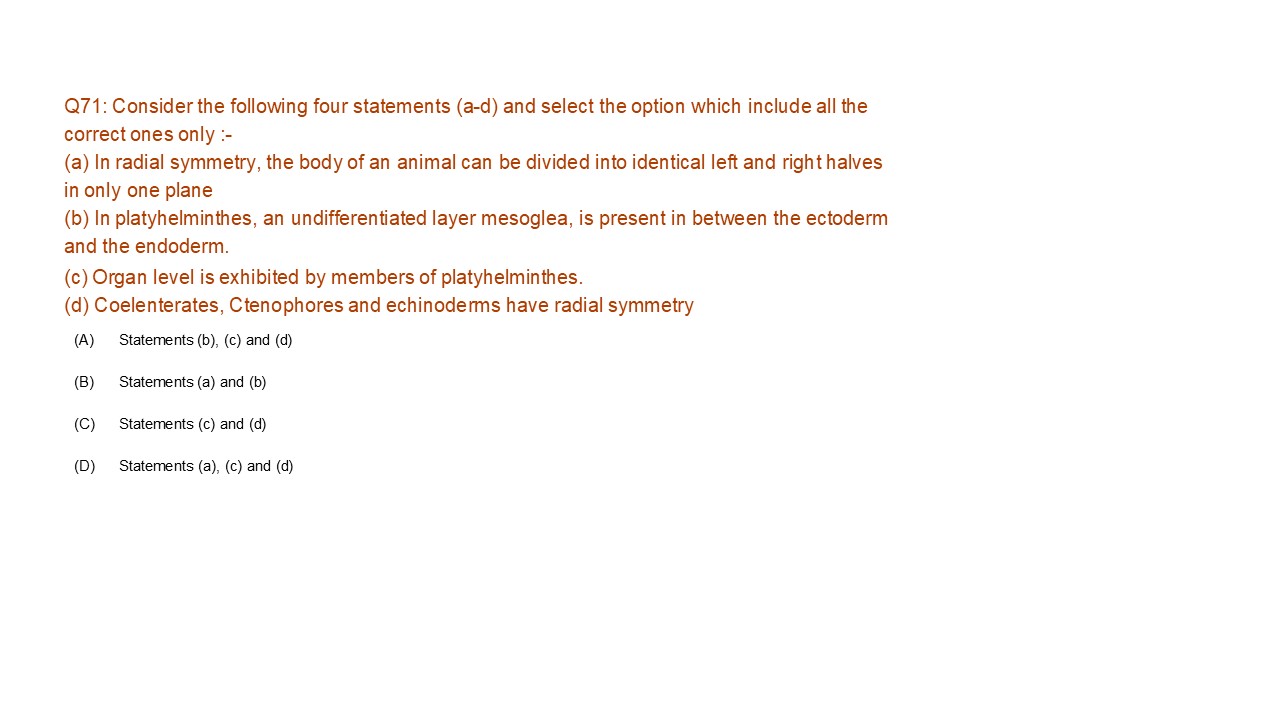 Q71: Consider the following four statements (a-d) and select the option which include all the
correct ones only :-
(a) In radial symmetry, the body of an animal can be divided into identical left and right halves
in only one plane
(b) In platyhelminthes, an undifferentiated layer mesoglea, is present in between the ectoderm
and the endoderm.
(c) Organ level is exhibited by members of platyhelminthes.
(d) Coelenterates, Ctenophores and echinoderms have radial symmetry
(A) Statements (b), (c) and (d)
(B) Statements (a) and (b)
(C) Statements (c) and (d)
(D) Statements (a), (c) and (d)